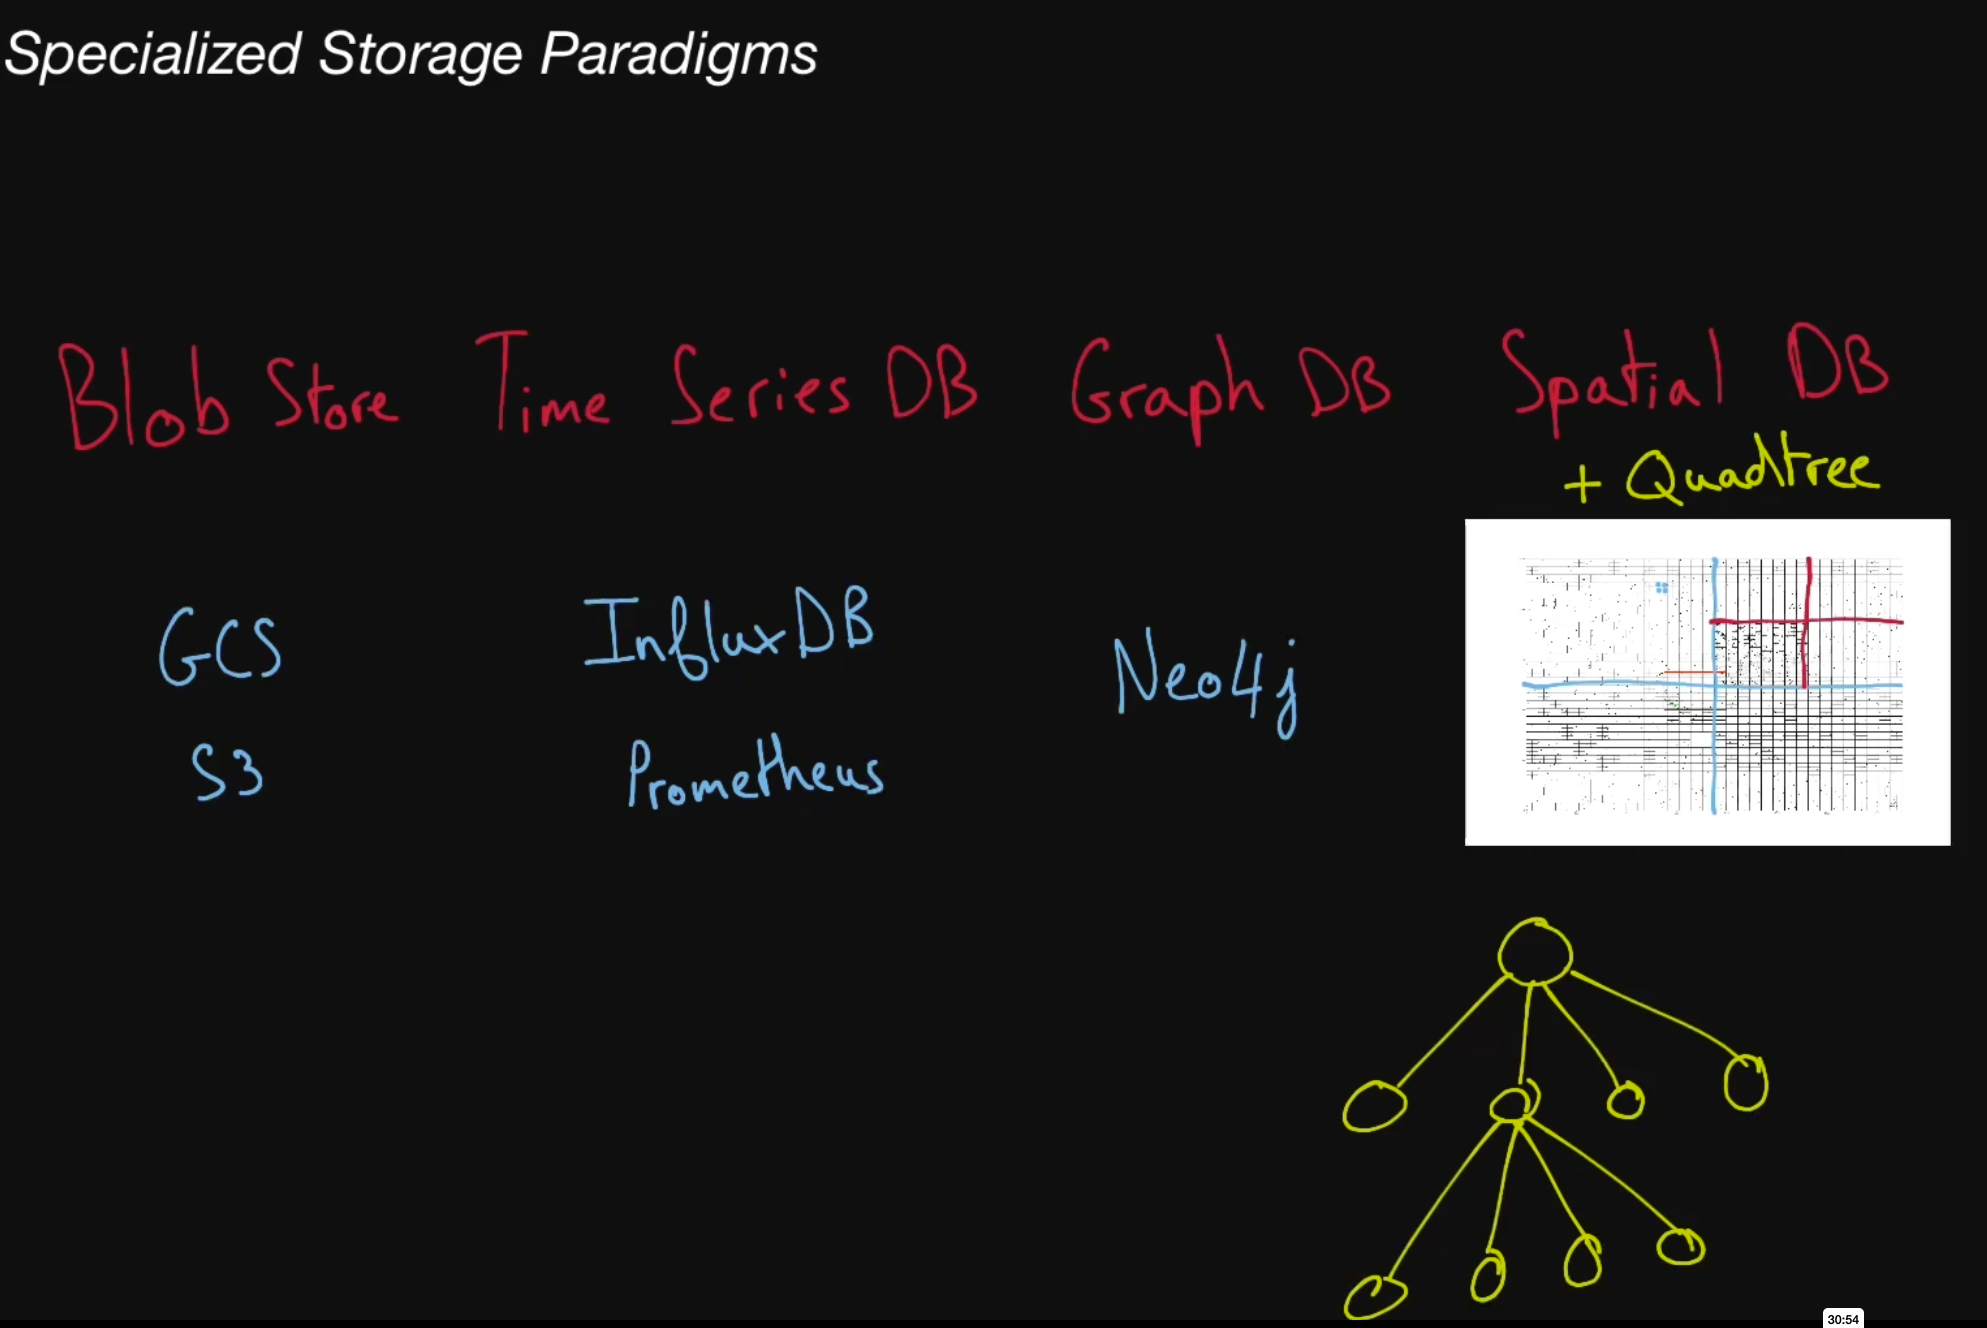 Specialized Storage Paradigms
Blob Store
Time Series DB
Graph DB
Spatial DB
+ Quadtree
GCS
S3
InfluxDB
Prometheus
Neo4j
30:54